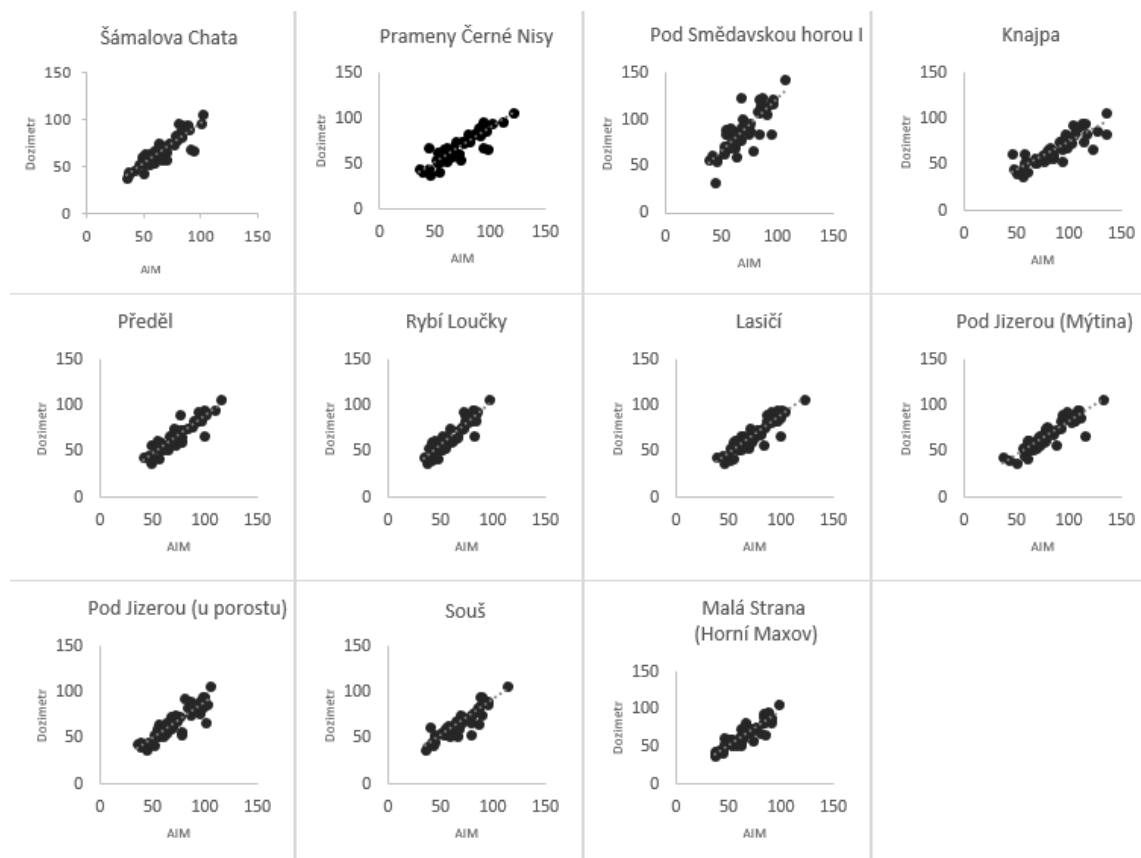 Šámalova Chata
Dozimetr
150
100
50
0
0 50 100 150
AIM
Prameny Černé Nisy
Dozimetr
150
100
50
0
0 50 100 150
AIM
Pod Smědavskou horou I
Dozimetr
150
100
50
0
0 50 100 150
AIM
Knajpa
Dozimetr
150
100
50
0
0 50 100 150
AIM
Předěl
Dozimetr
150
100
50
0
0 50 100 150
AIM
Rybí Loučky
Dozimetr
150
100
50
0
0 50 100 150
AIM
Lasičí
Dozimetr
150
100
50
0
0 50 100 150
AIM
Pod Jizerou (Mýtina)
Dozimetr
150
100
50
0
0 50 100 150
AIM
Pod Jizerou (u porostu)
Dozimetr
150
100
50
0
0 50 100 150
AIM
Souš
Dozimetr
150
100
50
0
0 50 100 150
AIM
Malá Strana
(Horní Maxov)
Dozimetr
150
100
50
0
0 50 100 150
AIM